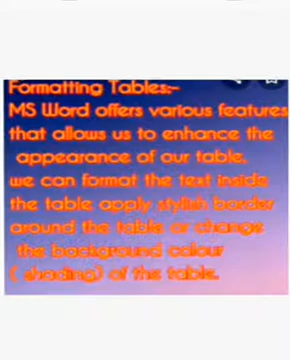 Formatting Tables:-
MS Word offers various features
that allows us to enhance the
appearance of our table.
we can format the text inside
the table apply stylish border
around the table or change
the background colour
( shading) of the table.